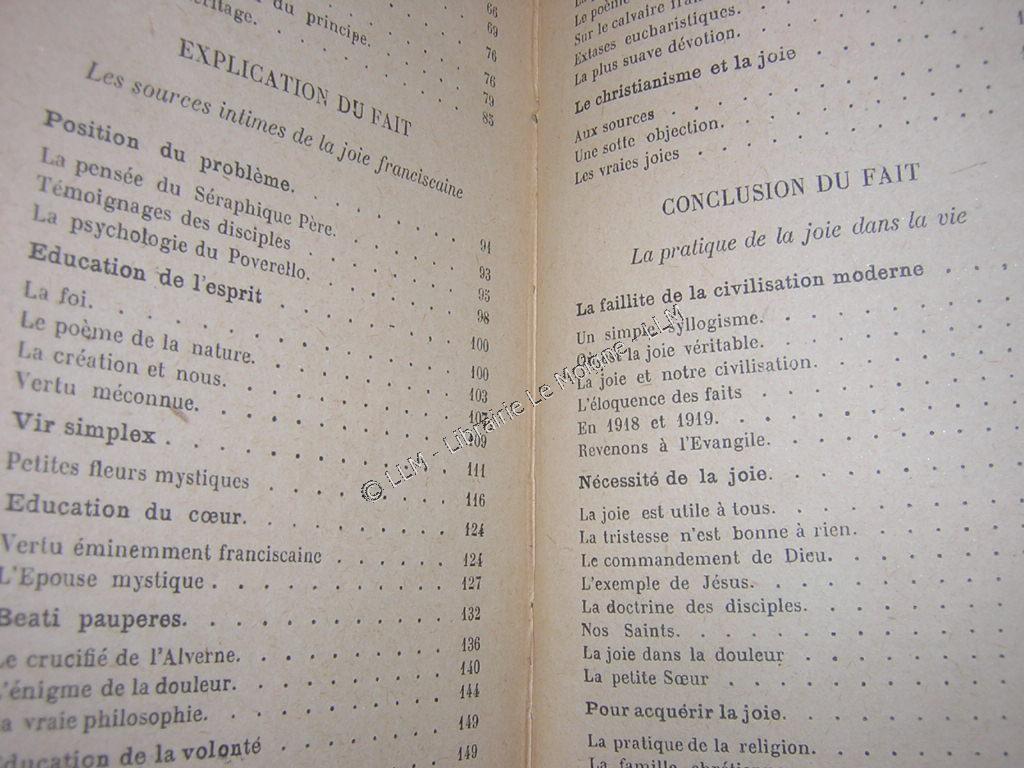 du principe.
66
69
76
76
79
85
EXPLICATION DU FAIT
Les sources intimes de la joie franciscaine
Position du problème.
La pensée du Séraphique Père. 91
Témoignages des disciples 93
La psychologie du Poverello. 95
Education de l'esprit 98
La foi. 100
Le poème de la nature. 100
La création et nous. 103
Vertu méconnue. 107
Vir simplex 109
Petites fleurs mystiques 111
116
Education du cœur. 124
Vertu éminemment franciscaine 124
L'Epouse mystique 127
Beati pauperes. 132
Le crucifié de l'Alverne. 136
L'énigme de la douleur. 140
La vraie philosophie. 144
149
Education de la volonté 149
Le poème
Sur le calvaire
Extases eucharistiques.
La plus suave dévotion.
Le christianisme et la joie
Aux sources
Une sotte objection.
Les vraies joies
CONCLUSION DU FAIT
La pratique de la joie dans la vie
La faillite de la civilisation moderne
Un simple syllogisme.
Où est la joie véritable.
La joie et notre civilisation.
L'éloquence des faits
En 1918 et 1919.
Revenons à l'Evangile.
Nécessité de la joie.
La joie est utile à tous.
La tristesse n'est bonne à rien.
Le commandement de Dieu.
L'exemple de Jésus.
La doctrine des disciples.
Nos Saints.
La joie dans la douleur
La petite Sœur
Pour acquérir la joie.
La pratique de la religion.
La famille
© LLM - Librairie Le Moltone - LLM